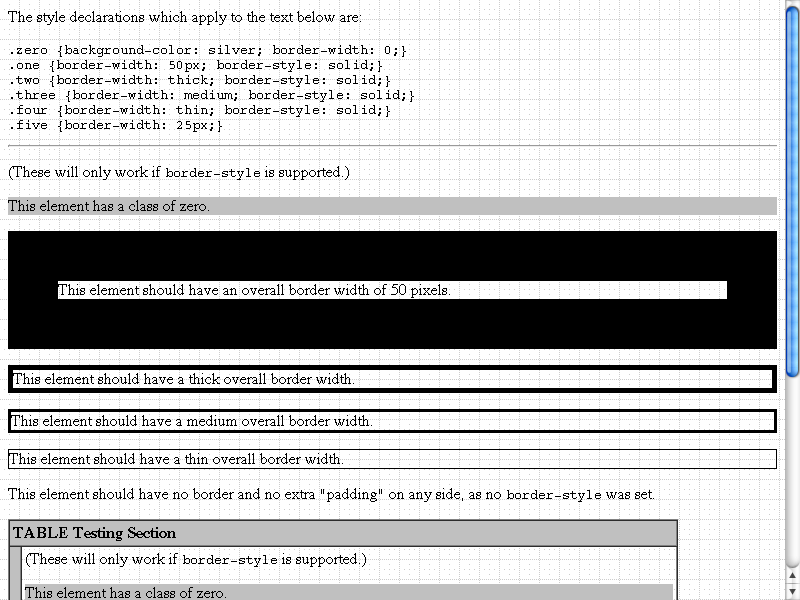 The style declarations which apply to the text below are:
.zero {background-color: silver; border-width: 0;}
.one {border-width: 50px; border-style: solid;}
.two {border-width: thick; border-style: solid;}
.three {border-width: medium; border-style: solid;}
.four {border-width: thin; border-style: solid;}
.five {border-width: 25px;}
(These will only work if border-style is supported.)
This element has a class of zero.
This element should have an overall border width of 50 pixels.
This element should have a thick overall border width.
This element should have a medium overall border width.
This element should have a thin overall border width.
This element should have no border and no extra "padding" on any side, as no border-style was set.
TABLE Testing Section
(These will only work if border-style is supported.)
This element has a class of zero.